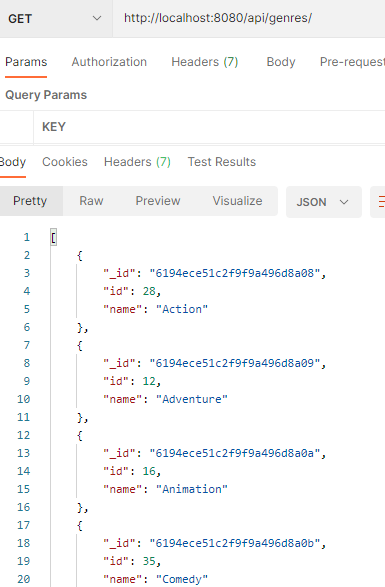 GET http://localhost:8080/api/genres/
Params Authorization Headers (7) Body Pre-request
Query Params
KEY
Body Cookies Headers (7) Test Results
Pretty Raw Preview Visualize JSON
1 [
2 {
3 "_id": "6194ece51c2f9f9a496d8a08",
4 "id": 28,
5 "name": "Action"
6 },
7 {
8 "_id": "6194ece51c2f9f9a496d8a09",
9 "id": 12,
10 "name": "Adventure"
11 },
12 {
13 "_id": "6194ece51c2f9f9a496d8a0a",
14 "id": 16,
15 "name": "Animation"
16 },
17 {
18 "_id": "6194ece51c2f9f9a496d8a0b",
19 "id": 35,
20 "name": "Comedy"